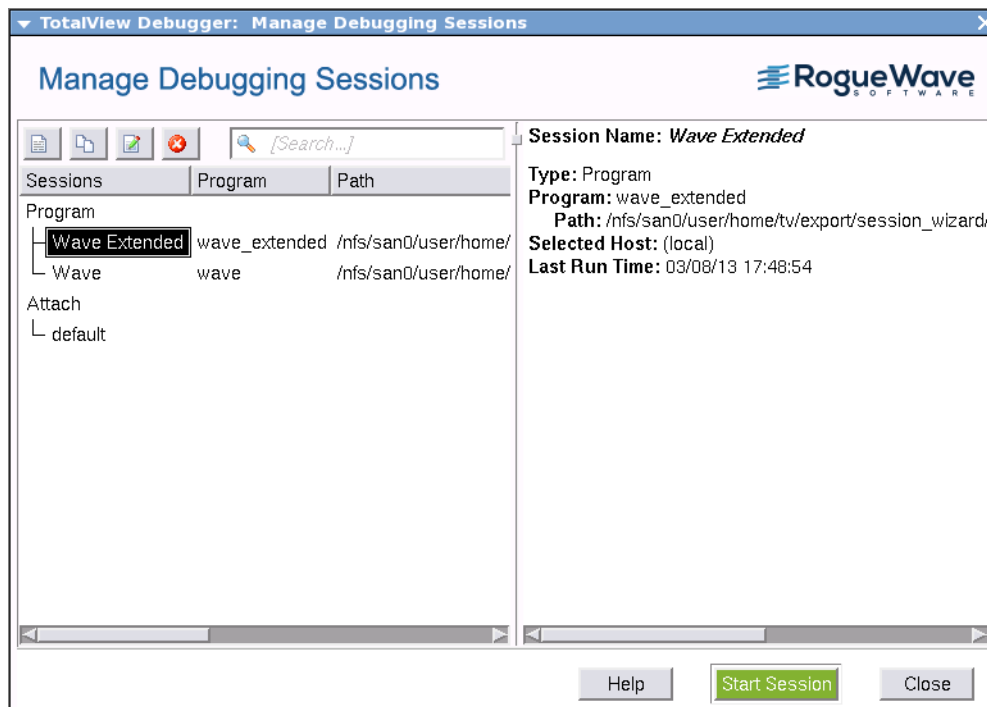 TotalView Debugger: Manage Debugging Sessions
Manage Debugging Sessions
RogueWave
SOFTWARE
[Search...]
Sessions Program Path
Program
Wave Extended wave_extended /nfs/san0/user/home/
Wave wave /nfs/san0/user/home/
Attach
default
Session Name: Wave Extended
Type: Program
Program: wave_extended
Path: /nfs/san0/user/home/tv/export/session_wizard/
Selected Host: (local)
Last Run Time: 03/08/13 17:48:54
Help Start Session Close